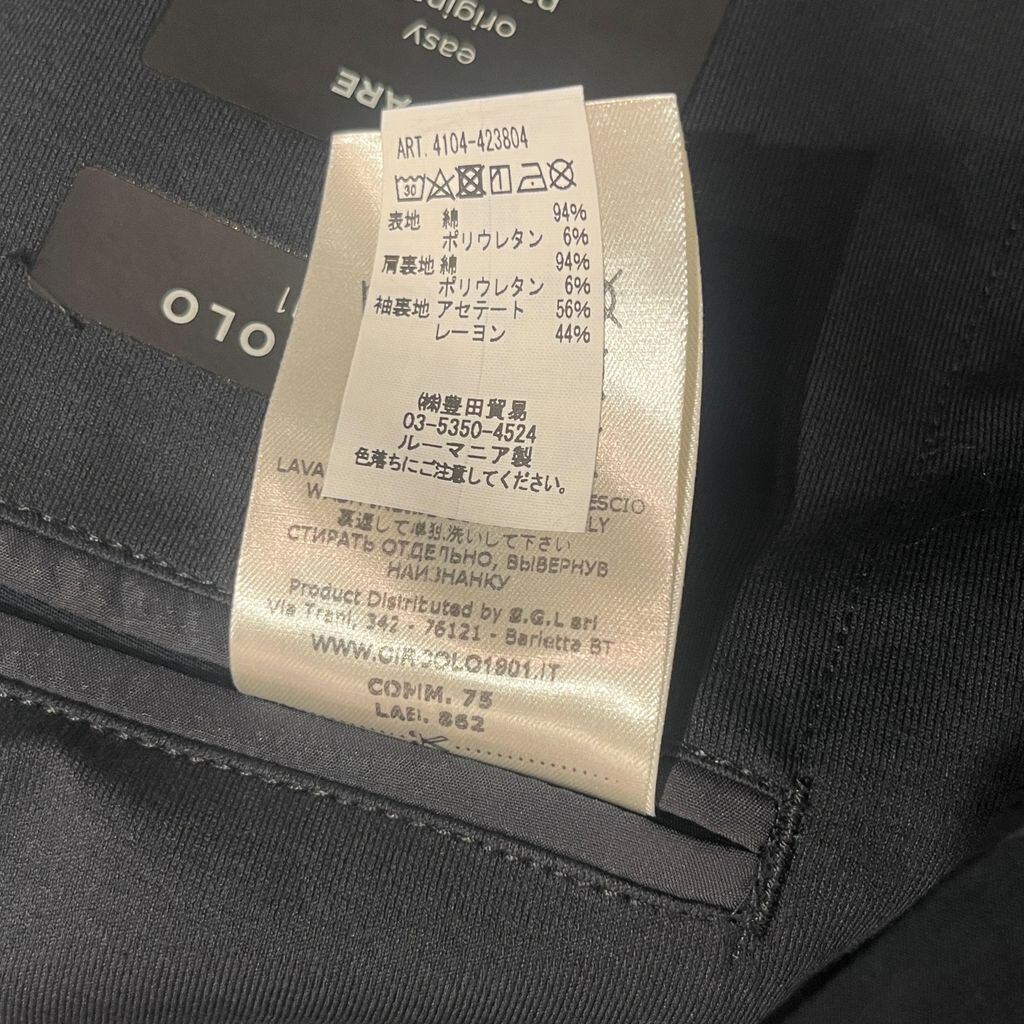 easy
ARE
OLO
1
ART. 4104-423804
30
表地 綿 94%
ポリウレタン 6%
肩裏地 綿 94%
ポリウレタン 6%
袖裏地 アセテート 56%
レーヨン 44%
㈱豊田貿易
03-5350-4524
ルーマニア製
色落ちにご注意してください。
LAVA ESCIO
LY
裏返して単独洗いして下さい
СТИРАТЬ ОТДЕЛЬНО, ВЫВЕРНУВ
НАИЗНАНКУ
Product Distributed by S.G.L srl
Via Trani, 342 - 76121 - Barletta BT
WWW.CIRCOLO1901.IT
COMM. 75
LAB. 862